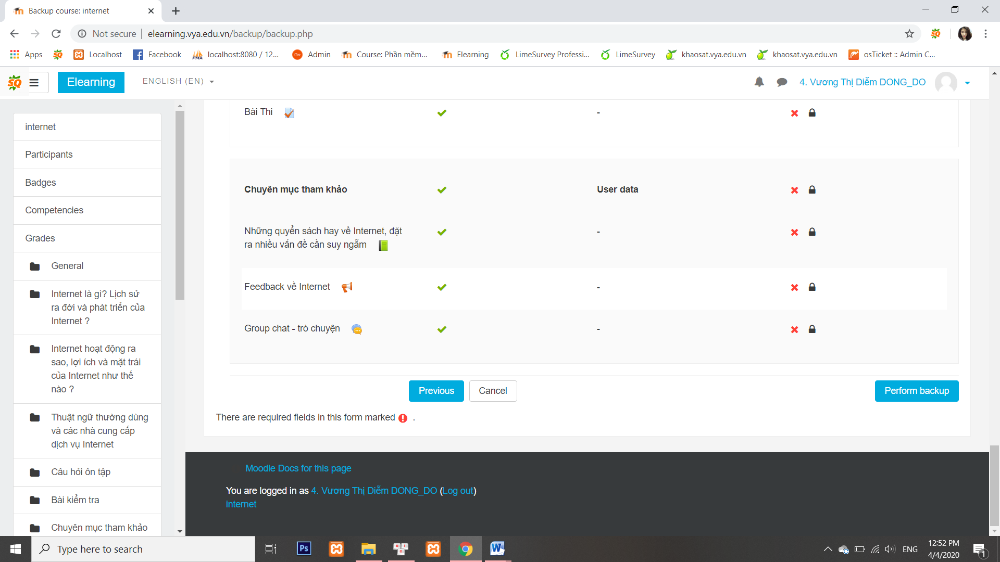 Backup course: internet
Not secure | elearning.vya.edu.vn/backup/backup.php
Apps
Localhost
Facebook
localhost:8080 / 12...
Admin
Course: Phần mềm...
Elearning
LimeSurvey Professi...
LimeSurvey
khaosat.vya.edu.vn
khaosat.vya.edu.vn
osTicket :: Admin C...
SQ
Elearning
ENGLISH (EN)
4. Vương Thị Diễm DONG_DO
internet
Participants
Badges
Competencies
Grades
General
Internet là gì? Lịch sử
ra đời và phát triển của
Internet ?
Internet hoạt động ra
sao, lợi ích và mặt trái
của Internet như thế
nào ?
Thuật ngữ thường dùng
và các nhà cung cấp
dịch vụ Internet
Câu hỏi ôn tập
Bài kiểm tra
Chuyên mục tham khảo
Bài Thi -
Chuyên mục tham khảo User data
Những quyển sách hay về Internet, đặt
ra nhiều vấn đề cần suy ngẫm -
Feedback về Internet -
Group chat - trò chuyện -
Previous Cancel Perform backup
There are required fields in this form marked .
Moodle Docs for this page
You are logged in as 4. Vương Thị Diễm DONG_DO (Log out)
internet
Type here to search
Ps
ENG
12:52 PM
4/4/2020
1